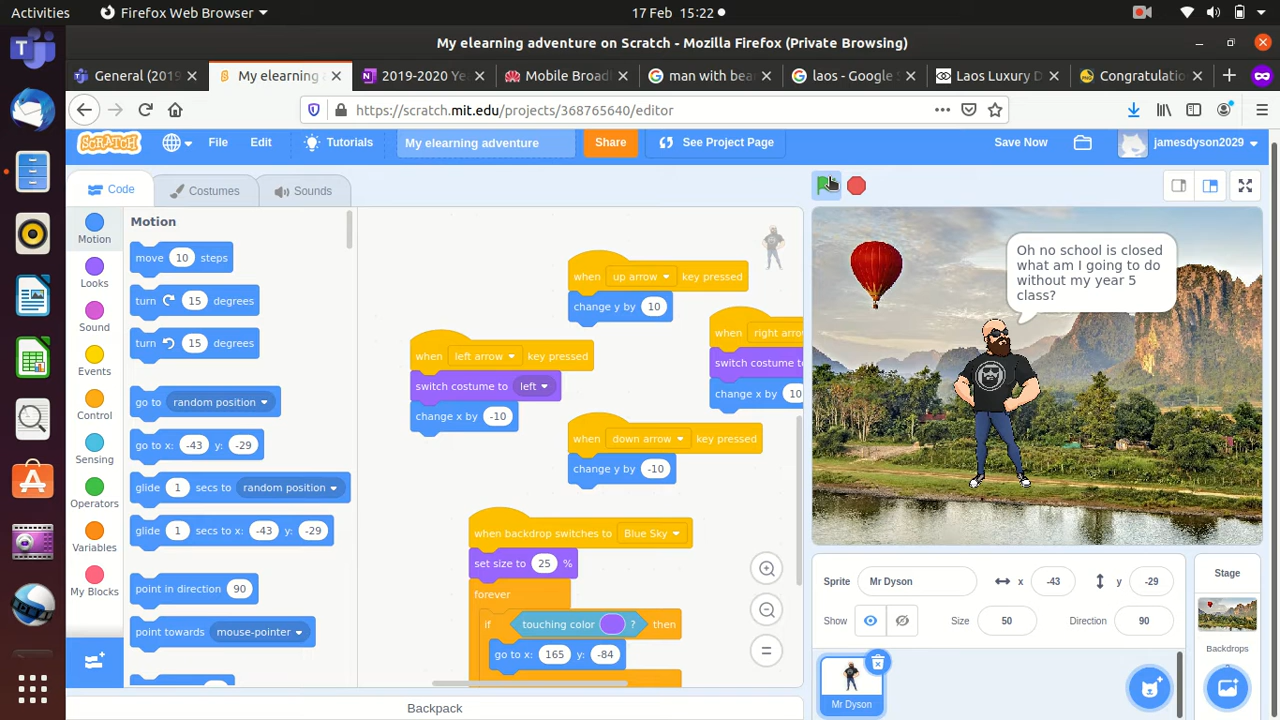 Activities Firefox Web Browser 17 Feb 15:22
My elearning adventure on Scratch - Mozilla Firefox (Private Browsing)
General (2019 My elearning 2019-2020 Ye Mobile Broad man with bear laos - Google S Laos Luxury D Congratulation
https://scratch.mit.edu/projects/368765640/editor
SCRATCH File Edit Tutorials My elearning adventure Share See Project Page Save Now jamesdyson2029
Code Costumes Sounds
Motion
Looks
Sound
Events
Control
Sensing
Operators
Variables
My Blocks
Motion
move 10 steps
turn 15 degrees
turn 15 degrees
go to random position
go to x: -43 y: -29
glide 1 secs to random position
glide 1 secs to x: -43 y: -29
point in direction 90
point towards mouse-pointer
when up arrow key pressed
change y by 10
when right arro
switch costume to
change x by 10
when left arrow key pressed
switch costume to left
change x by -10
when down arrow key pressed
change y by -10
when backdrop switches to Blue Sky
set size to 25 %
forever
if touching color ? then
go to x: 165 y: -84
Oh no school is closed
what am I going to do
without my year 5
class?
Sprite Mr Dyson x -43 y -29
Show Size 50 Direction 90
Mr Dyson
Stage
Backdrops
Backpack